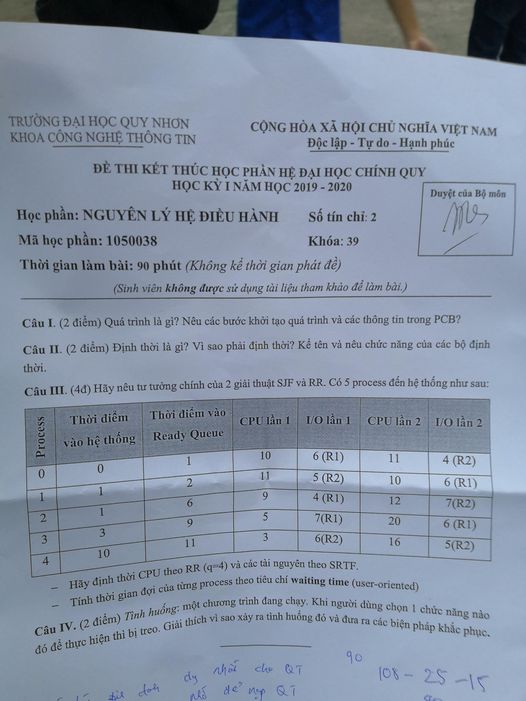 TRƯỜNG ĐẠI HỌC QUY NHƠN
KHOA CÔNG NGHỆ THÔNG TIN
CỘNG HÒA XÃ HỘI CHỦ NGHĨA VIỆT NAM
Độc lập - Tự do - Hạnh phúc
ĐỀ THI KẾT THÚC HỌC PHẦN HỆ ĐẠI HỌC CHÍNH QUY
HỌC KỲ I NĂM HỌC 2019 - 2020
Duyệt của Bộ môn
Học phần: NGUYÊN LÝ HỆ ĐIỀU HÀNH Số tín chỉ: 2
Mã học phần: 1050038 Khóa: 39
Thời gian làm bài: 90 phút (Không kể thời gian phát đề)
(Sinh viên không được sử dụng tài liệu tham khảo để làm bài.)
Câu I. (2 điểm) Quá trình là gì? Nêu các bước khởi tạo quá trình và các thông tin trong PCB?
Câu II. (2 điểm) Định thời là gì? Vì sao phải định thời? Kể tên và nêu chức năng của các bộ định
thời.
Câu III. (4đ) Hãy nêu tư tưởng chính của 2 giải thuật SJF và RR. Có 5 process đến hệ thống như sau:
Process Thời điểm vào hệ thống Thời điểm vào Ready Queue CPU lần 1 I/O lần 1 CPU lần 2 I/O lần 2
0 0 1 10 6 (R1) 11 4 (R2)
1 1 2 11 5 (R2) 10 6 (R1)
2 1 6 9 4 (R1) 12 7(R2)
3 3 9 5 7(R1) 20 6 (R1)
4 10 11 3 6(R2) 16 5(R2)
– Hãy định thời CPU theo RR (q=4) và các tài nguyên theo SRTF.
– Tính thời gian đợi của từng process theo tiêu chí waiting time (user-oriented)
Câu IV. (2 điểm) Tình huống: một chương trình đang chạy. Khi người dùng chọn 1 chức năng nào
đó để thực hiện thì bị treo. Giải thích vì sao xảy ra tình huống đó và đưa ra các biện pháp khắc phục.
90
108 - 25 - 15